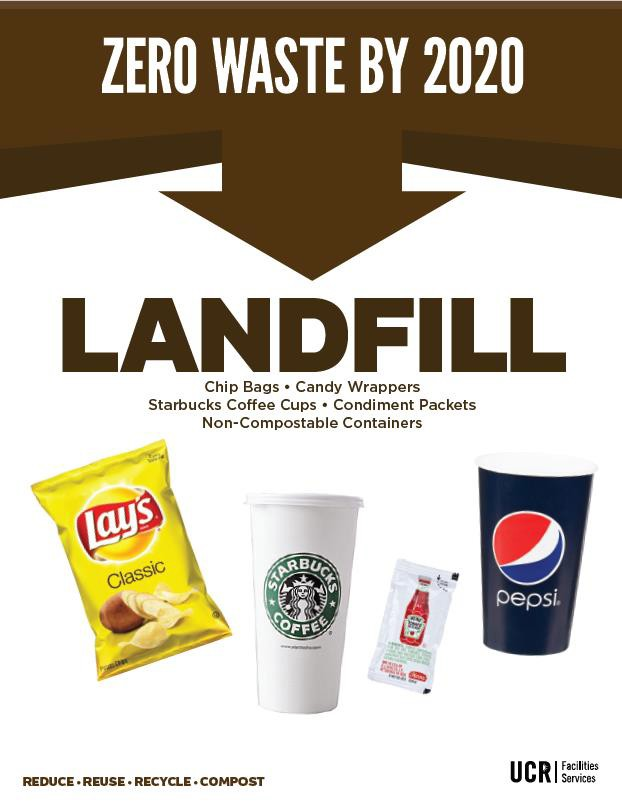 ZERO WASTE BY 2020
LANDFILL
Chip Bags • Candy Wrappers
Starbucks Coffee Cups • Condiment Packets
Non-Compostable Containers
Lay's
Classic
STARBUCKS
COFFEE
HEINZ
pepsi
REDUCE • REUSE • RECYCLE • COMPOST
UCR | Facilities
Services